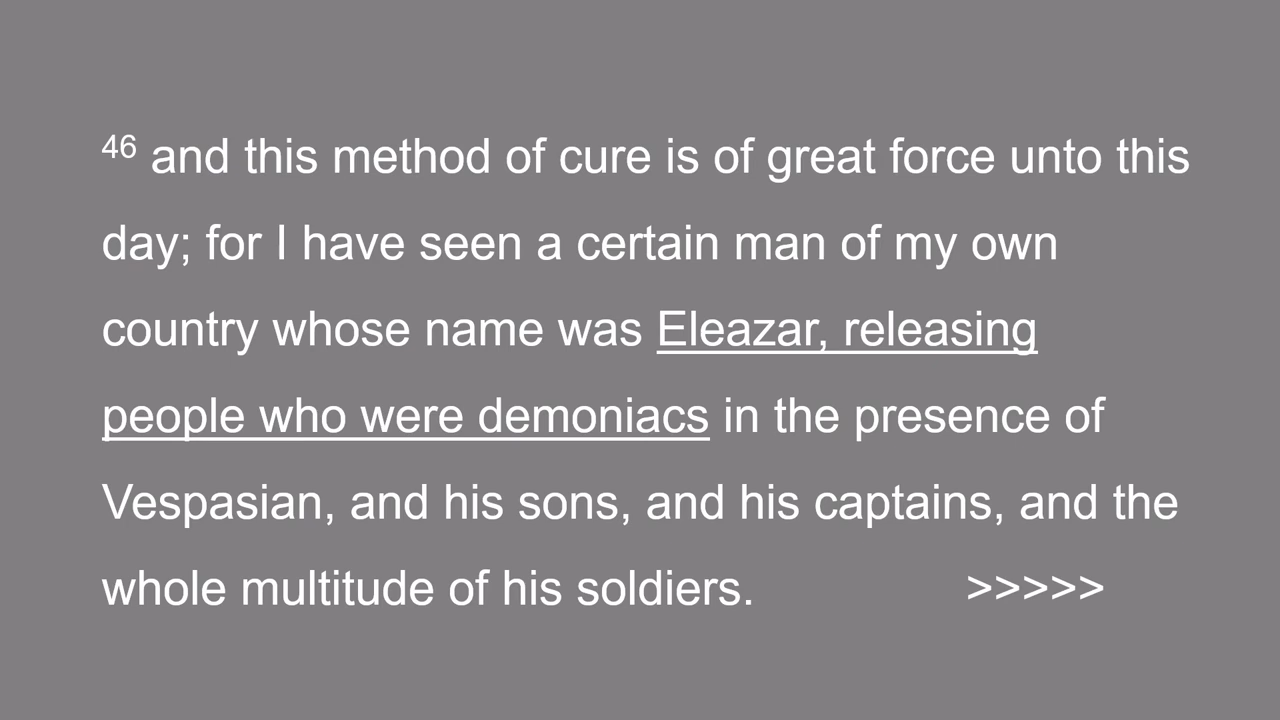 46 and this method of cure is of great force unto this
day; for I have seen a certain man of my own
country whose name was Eleazar, releasing
people who were demoniacs in the presence of
Vespasian, and his sons, and his captains, and the
whole multitude of his soldiers. >>>>>